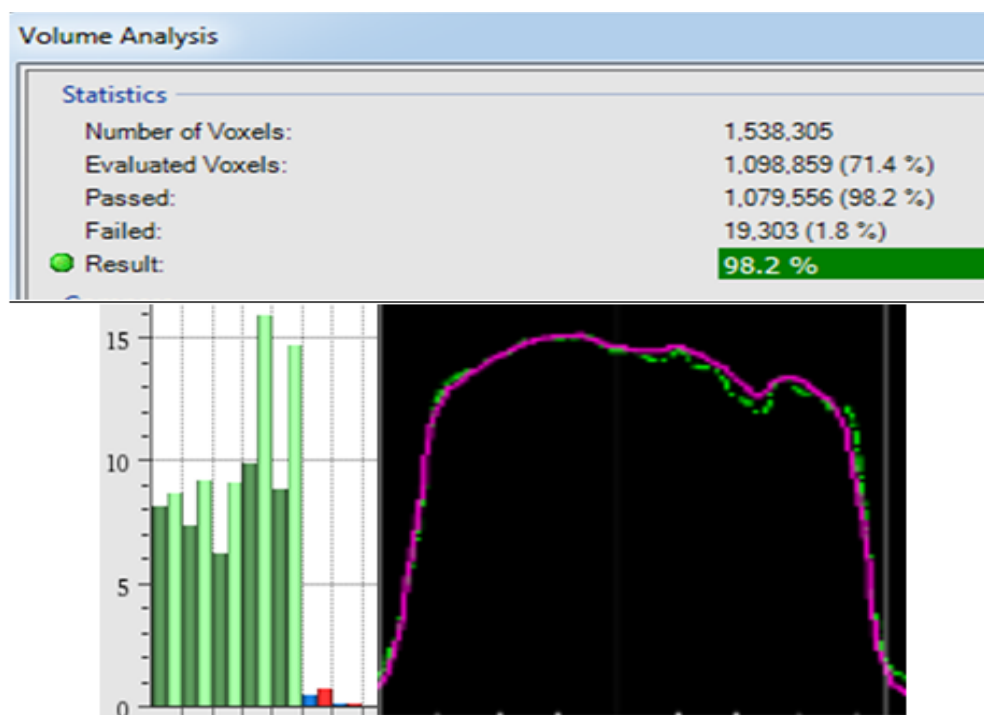 Volume Analysis
Statistics
Number of Voxels: 1,538,305
Evaluated Voxels: 1,098,859 (71.4 %)
Passed: 1,079,556 (98.2 %)
Failed: 19,303 (1.8 %)
Result: 98.2 %
15
10
5
0